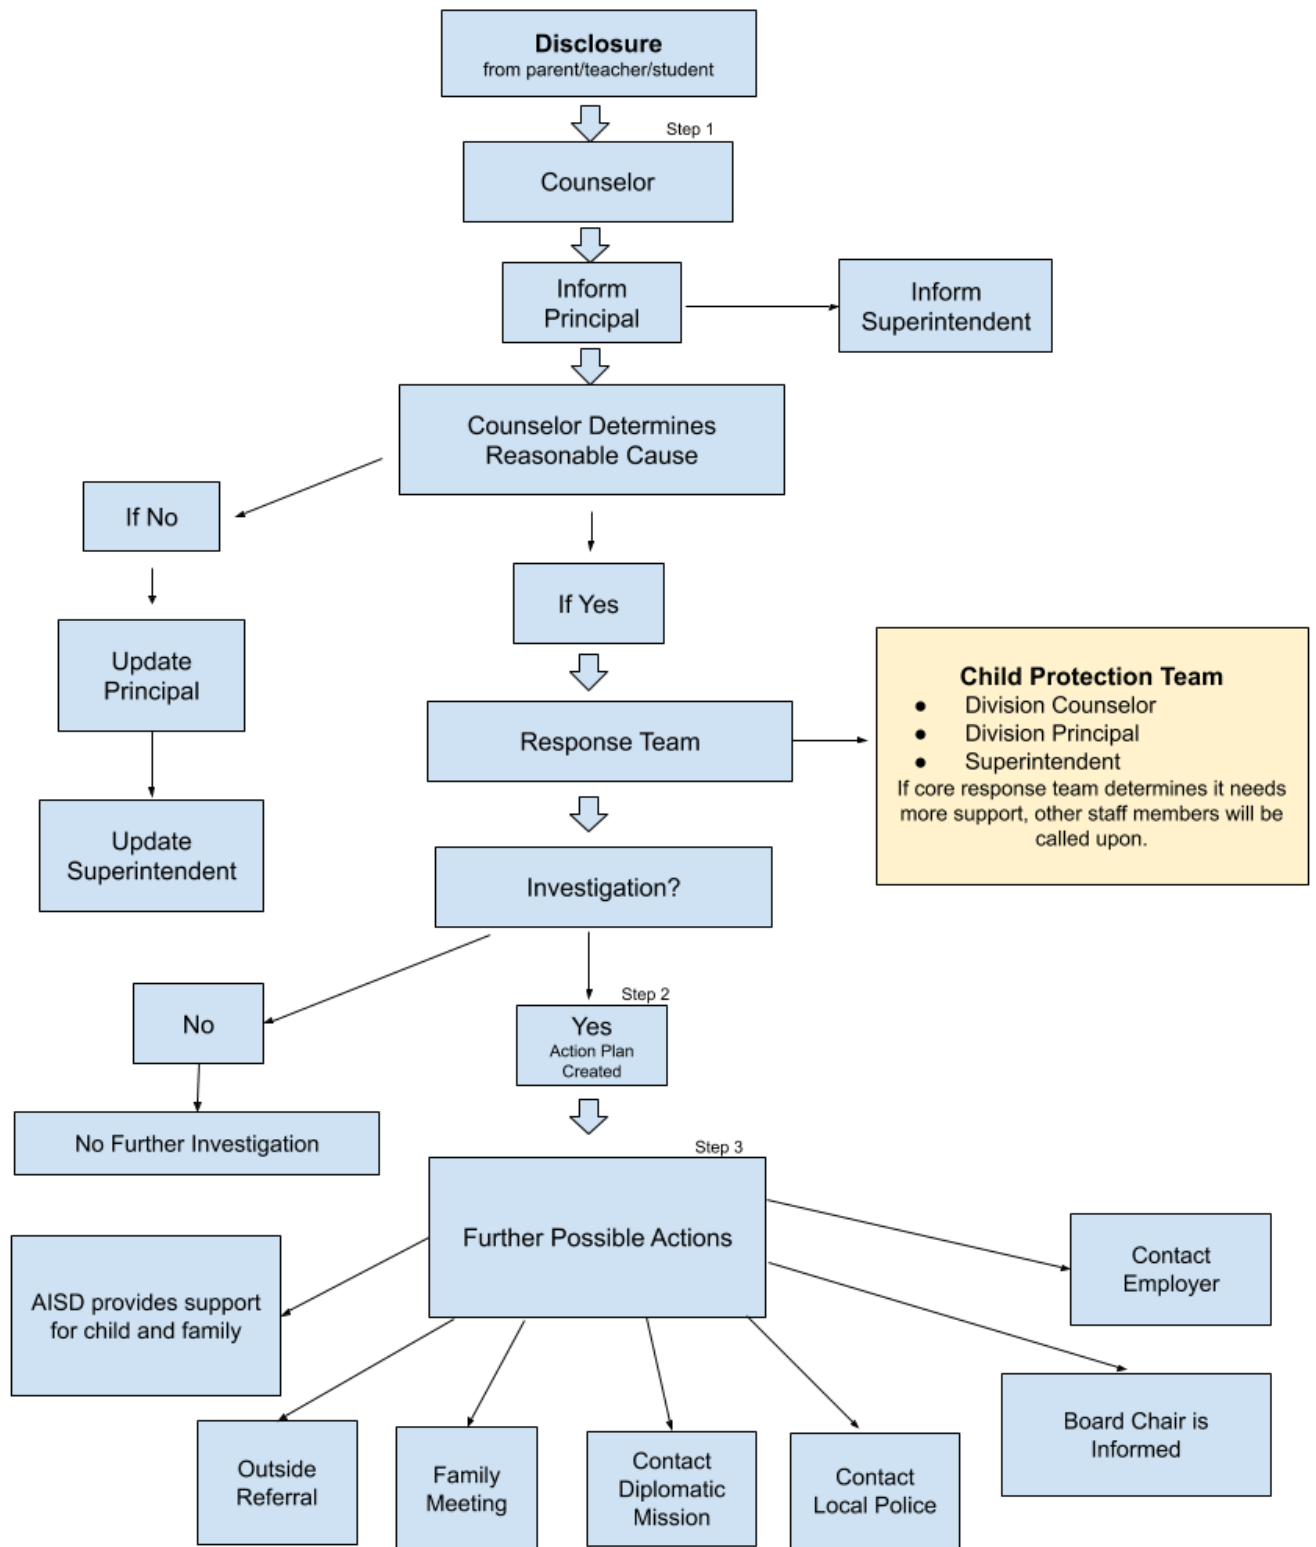 Disclosure
from parent/teacher/student
Step 1
Counselor
Inform
Principal
Inform
Superintendent
Counselor Determines
Reasonable Cause
If No
If Yes
Update
Principal
Child Protection Team
● Division Counselor
● Division Principal
● Superintendent
If core response team determines it needs
more support, other staff members will be
called upon.
Response Team
Update
Superintendent
Investigation?
No
Step 2
Yes
Action Plan
Created
No Further Investigation
Step 3
Further Possible Actions
AISD provides support
for child and family
Contact
Employer
Board Chair is
Informed
Outside
Referral
Family
Meeting
Contact
Diplomatic
Mission
Contact
Local Police